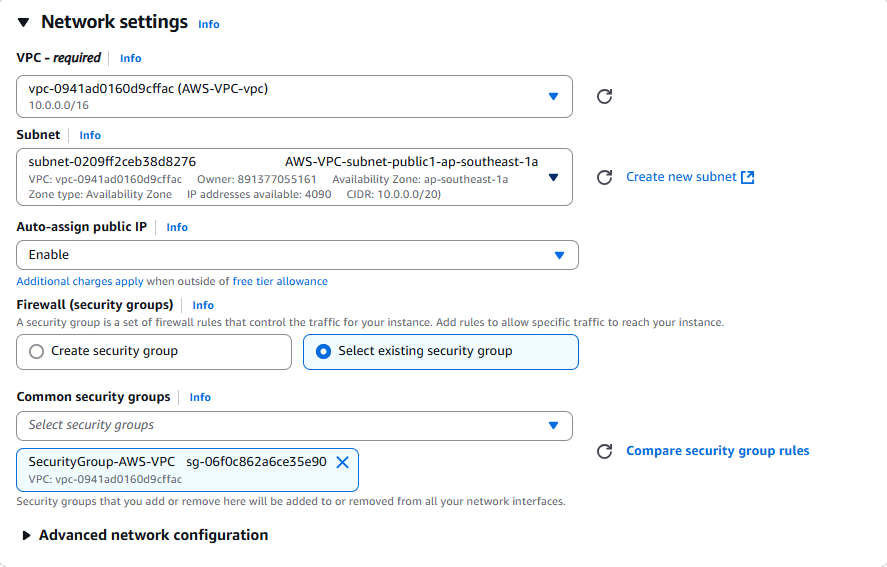 Network settings Info
VPC - required Info
vpc-0941ad0160d9cffac (AWS-VPC-vpc)
10.0.0.0/16
Subnet Info
subnet-0209ff2ceb38d8276 AWS-VPC-subnet-public1-ap-southeast-1a
VPC: vpc-0941ad0160d9cffac Owner: 891377055161 Availability Zone: ap-southeast-1a
Zone type: Availability Zone IP addresses available: 4090 CIDR: 10.0.0.0/20)
Create new subnet
Auto-assign public IP Info
Enable
Additional charges apply when outside of free tier allowance
Firewall (security groups) Info
A security group is a set of firewall rules that control the traffic for your instance. Add rules to allow specific traffic to reach your instance.
Create security group Select existing security group
Common security groups Info
Select security groups
SecurityGroup-AWS-VPC sg-06f0c862a6ce35e90
VPC: vpc-0941ad0160d9cffac
Compare security group rules
Security groups that you add or remove here will be added to or removed from all your network interfaces.
Advanced network configuration